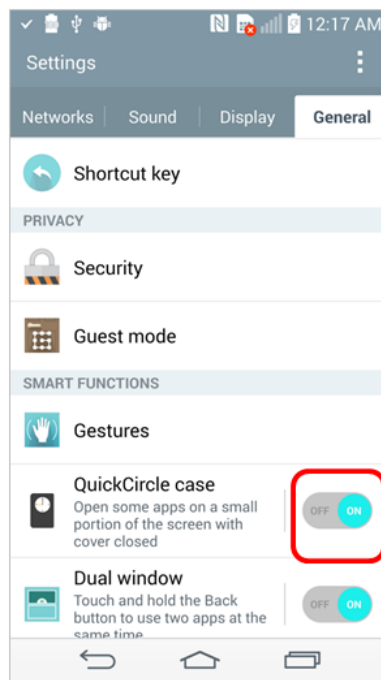 12:17 AM
Settings
Networks Sound Display General
Shortcut key
PRIVACY
Security
Guest mode
SMART FUNCTIONS
Gestures
QuickCircle case
Open some apps on a small
portion of the screen with
cover closed
OFF ON
Dual window
Touch and hold the Back
button to use two apps at the
same time
OFF ON